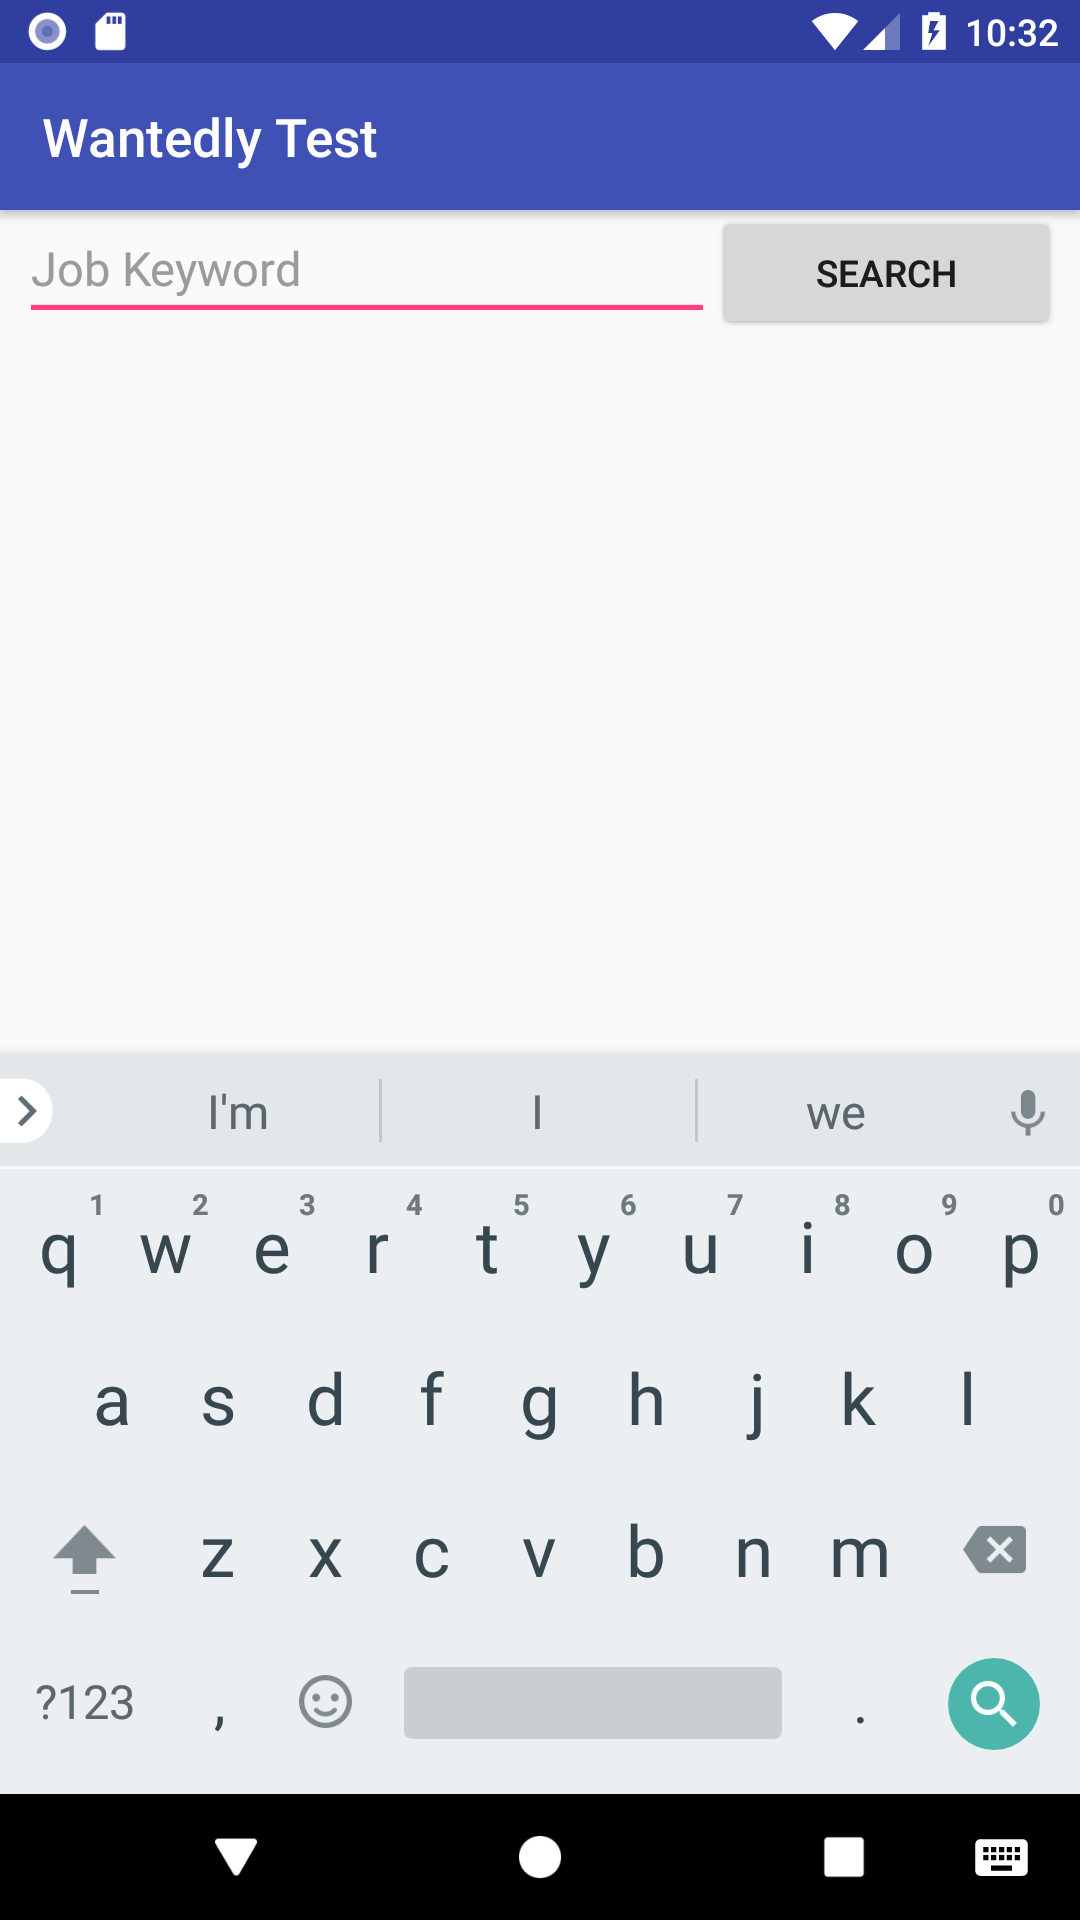 10:32
Wantedly Test
Job Keyword SEARCH
I'm I we
1 2 3 4 5 6 7 8 9 0
q w e r t y u i o p
a s d f g h j k l
z x c v b n m
?123 , .